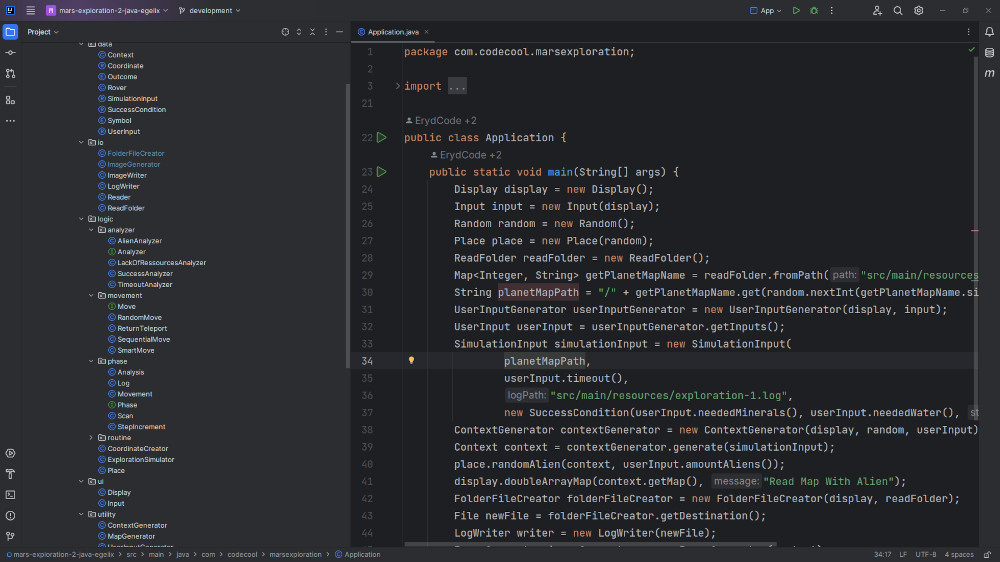 M mars-exploration-2-java-egelix development App
Project
Application.java
data
Context
Coordinate
Outcome
Rover
SimulationInput
SuccessCondition
Symbol
UserInput
io
FolderFileCreator
ImageGenerator
ImageWriter
LogWriter
Reader
ReadFolder
logic
analyzer
AlienAnalyzer
Analyzer
LackOfRessourcesAnalyzer
SuccessAnalyzer
TimeoutAnalyzer
movement
Move
RandomMove
ReturnTeleport
SequentialMove
SmartMove
phase
Analysis
Log
Movement
Phase
Scan
StepIncrement
routine
CoordinateCreator
ExplorationSimulator
Place
ui
Display
Input
utility
ContextGenerator
MapGenerator
1 package com.codecool.marsexploration;
2
3 import ...
21
ErydCode +2
22 public class Application {
ErydCode +2
23 public static void main(String[] args) {
24 Display display = new Display();
25 Input input = new Input(display);
26 Random random = new Random();
27 Place place = new Place(random);
28 ReadFolder readFolder = new ReadFolder();
29 Map<Integer, String> getPlanetMapName = readFolder.fromPath( path: "src/main/resources
30 String planetMapPath = "/" + getPlanetMapName.get(random.nextInt(getPlanetMapName.si
31 UserInputGenerator userInputGenerator = new UserInputGenerator(display, input);
32 UserInput userInput = userInputGenerator.getInputs();
33 SimulationInput simulationInput = new SimulationInput(
34 planetMapPath,
35 userInput.timeout(),
36 logPath: "src/main/resources/exploration-1.log",
37 new SuccessCondition(userInput.neededMinerals(), userInput.neededWater(), st
38 ContextGenerator contextGenerator = new ContextGenerator(display, random, userInput)
39 Context context = contextGenerator.generate(simulationInput);
40 place.randomAlien(context, userInput.amountAliens());
41 display.doubleArrayMap(context.getMap(), message: "Read Map With Alien");
42 FolderFileCreator folderFileCreator = new FolderFileCreator(display, readFolder);
43 File newFile = folderFileCreator.getDestination();
44 LogWriter writer = new LogWriter(newFile);
mars-exploration-2-java-egelix > src > main > java > com > codecool > marsexploration > Application 34:17 LF UTF-8 4 spaces